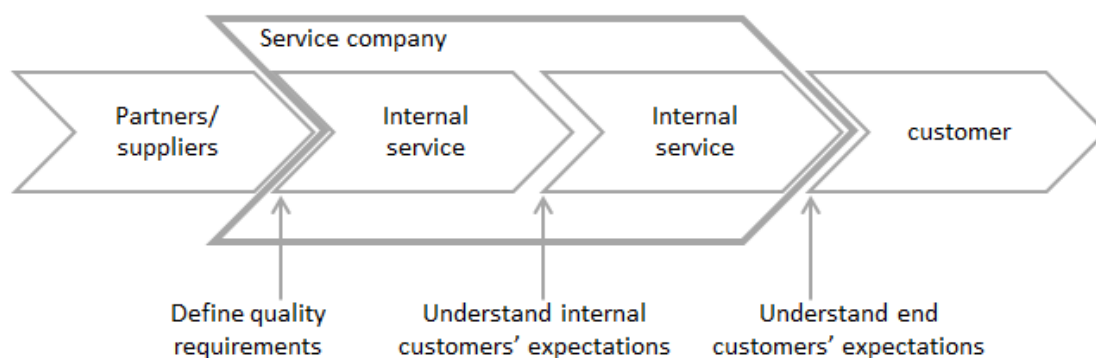 Service company
Partners/
suppliers
Internal
service
Internal
service
customer
Define quality
requirements
Understand internal
customers’ expectations
Understand end
customers’ expectations